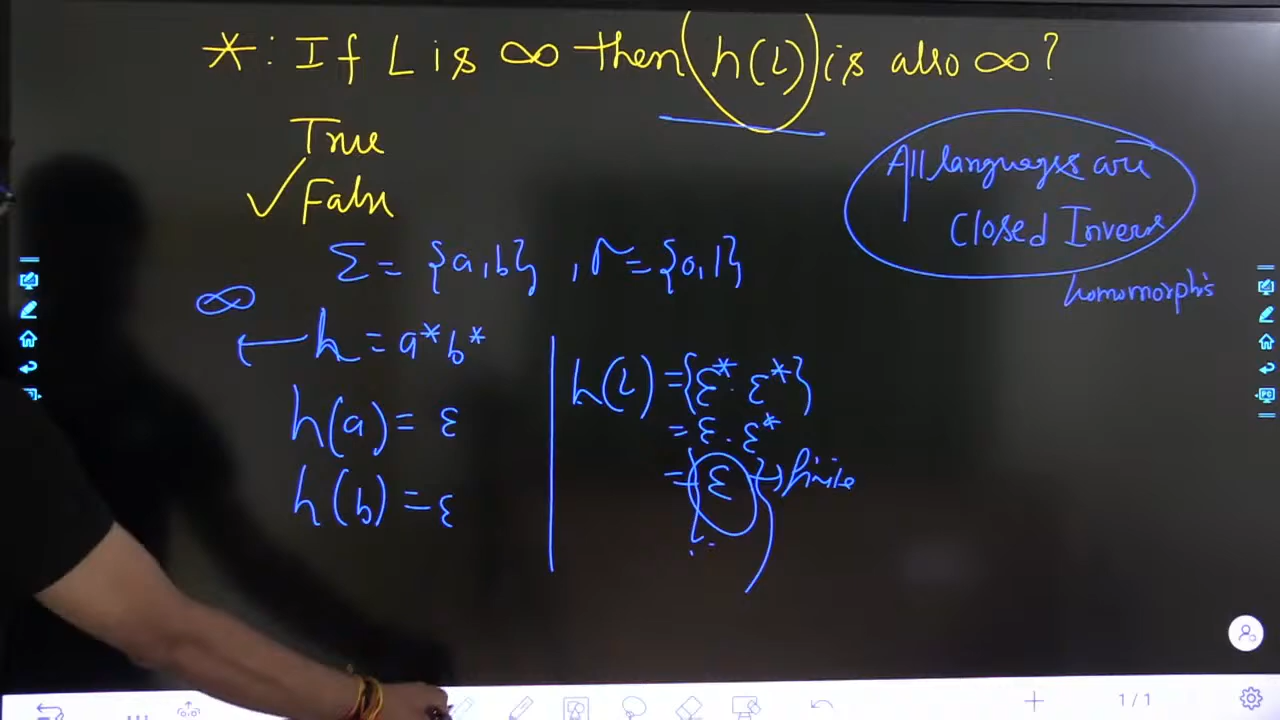 *: If L is ∞ then h(L) is also ∞?
True
✓ False
All languages are
Closed Inverse
homomorphis
Σ = {a,b} , Γ = {0,1}
∞
← h = a*b*
h(a) = ε
h(b) = ε
h(L) = {ε*.ε*}
= ε.ε*
= {ε} → finite
1/1